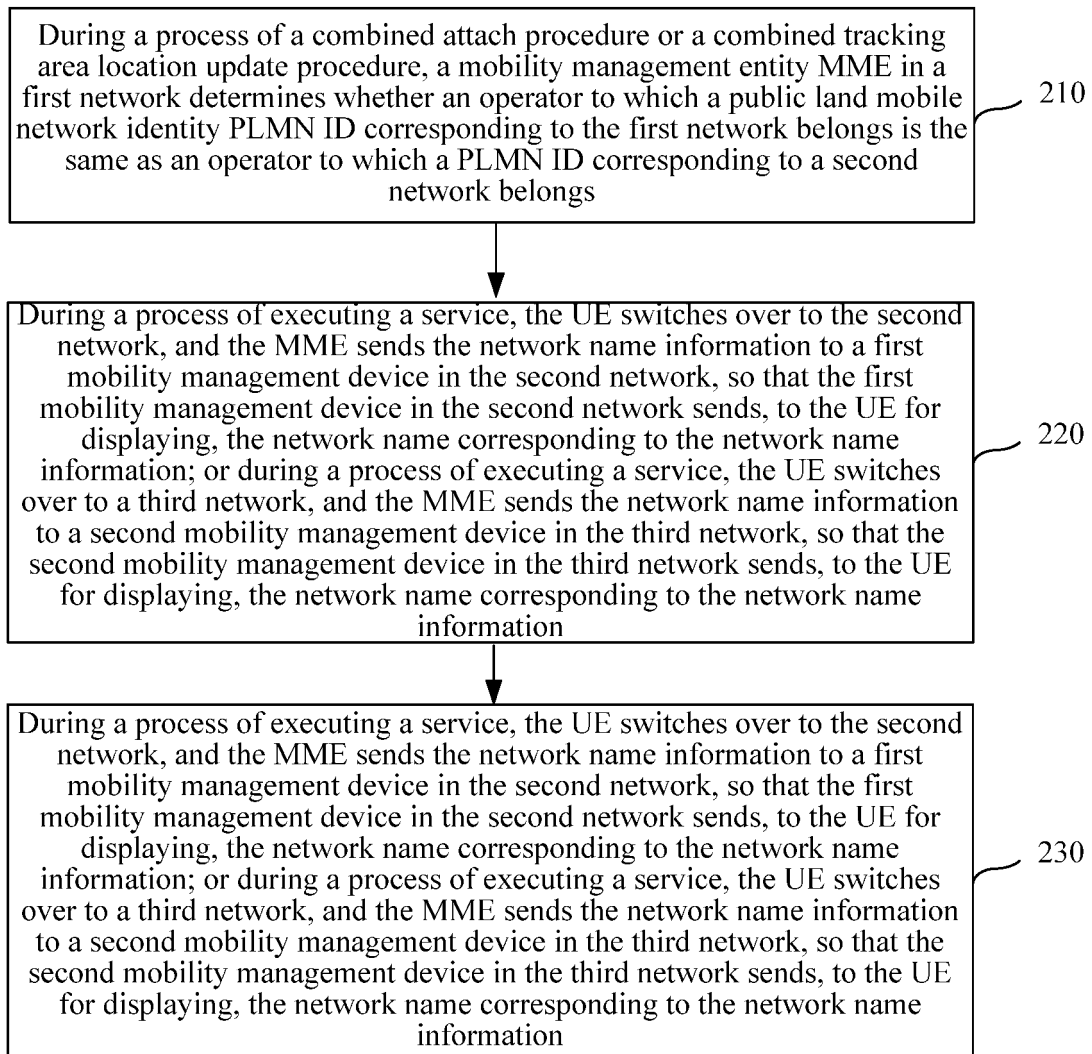 During a process of a combined attach procedure or a combined tracking
area location update procedure, a mobility management entity MME in a
first network determines whether an operator to which a public land mobile
network identity PLMN ID corresponding to the first network belongs is the
same as an operator to which a PLMN ID corresponding to a second
network belongs
210
During a process of executing a service, the UE switches over to the second
network, and the MME sends the network name information to a first
mobility management device in the second network, so that the first
mobility management device in the second network sends, to the UE for
displaying, the network name corresponding to the network name
information; or during a process of executing a service, the UE switches
over to a third network, and the MME sends the network name information
to a second mobility management device in the third network, so that the
second mobility management device in the third network sends, to the UE
for displaying, the network name corresponding to the network name
information
220
During a process of executing a service, the UE switches over to the second
network, and the MME sends the network name information to a first
mobility management device in the second network, so that the first
mobility management device in the second network sends, to the UE for
displaying, the network name corresponding to the network name
information; or during a process of executing a service, the UE switches
over to a third network, and the MME sends the network name information
to a second mobility management device in the third network, so that the
second mobility management device in the third network sends, to the UE
for displaying, the network name corresponding to the network name
information
230